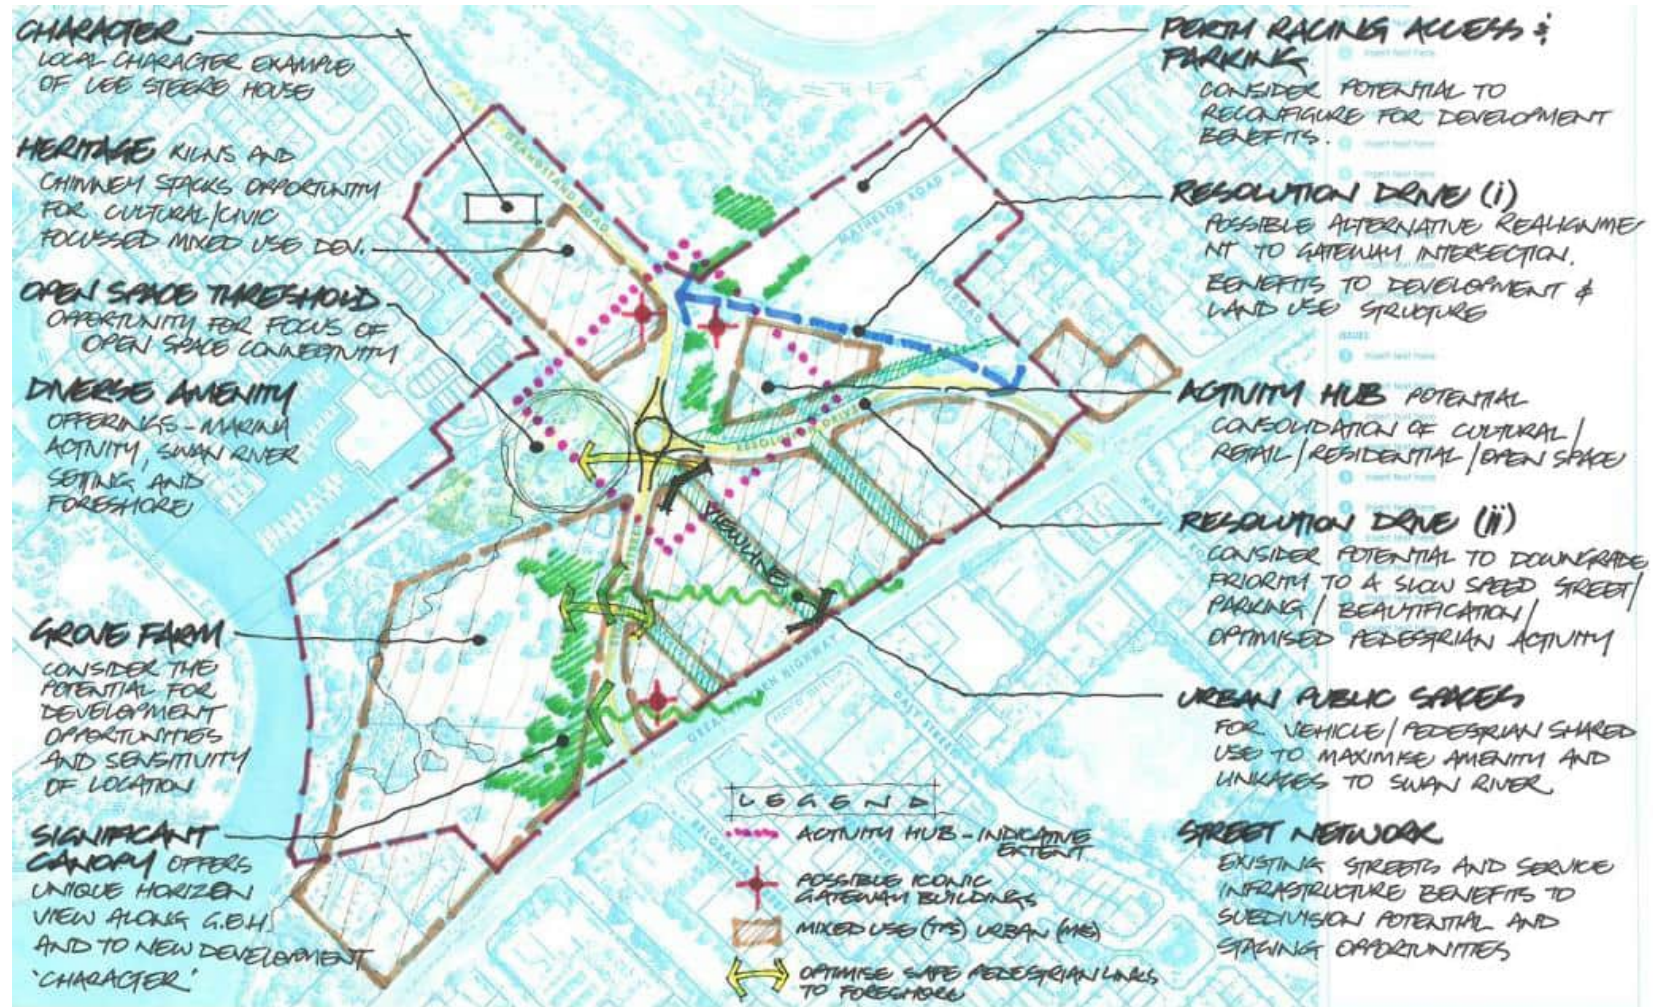 CHARACTER
LOCAL CHARACTER EXAMPLE
OF LEE STEERE HOUSE
HERITAGE KILNS AND
CHIMNEY STACKS OPPORTUNITY
FOR CULTURAL/CIVIC
FOCUSSED MIXED USE DEV.
OPEN SPACE THRESHOLD
OPPORTUNITY FOR FOCUS OF
OPEN SPACE CONNECTIVITY
DIVERSE AMENITY
OFFERINGS - MARINA
ACTIVITY, SWAN RIVER
SETTING AND
FORESHORE
GROVE FARM
CONSIDER THE
POTENTIAL FOR
DEVELOPMENT
OPPORTUNITIES
AND SENSITIVITY
OF LOCATION
SIGNIFICANT
CANOPY OFFERS
UNIQUE HORIZEN
VIEW ALONG G.E.H.
AND TO NEW DEVELOPMENT
'CHARACTER'
GRANDSTAND ROAD
MATHESON ROAD
RESOLUTION DRIVE
VIEWLINE
GREAT EASTERN HIGHWAY
DALY STREET
LEGEND
ACTIVITY HUB - INDICATIVE
EXTENT
POSSIBLE ICONIC
GATEWAY BUILDINGS
MIXED USE (TPS) URBAN (MRS)
OPTIMISE SAFE PEDESTRIAN LINKS
TO FORESHORE
PERTH RACING ACCESS &
PARKING
CONSIDER POTENTIAL TO
RECONFIGURE FOR DEVELOPMENT
BENEFITS.
RESOLUTION DRIVE (i)
POSSIBLE ALTERNATIVE REALIGNME
NT TO GATEWAY INTERSECTION.
BENEFITS TO DEVELOPMENT &
LAND USE STRUCTURE
ACTIVITY HUB POTENTIAL
CONSOLIDATION OF CULTURAL/
RETAIL/RESIDENTIAL/OPEN SPACE
RESOLUTION DRIVE (ii)
CONSIDER POTENTIAL TO DOWNGRADE
PRIORITY TO A SLOW SPEED STREET/
PARKING/BEAUTIFICATION/
OPTIMISED PEDESTRIAN ACTIVITY
URBAN PUBLIC SPACES
FOR VEHICLE/PEDESTRIAN SHARED
USE TO MAXIMISE AMENITY AND
LINKAGES TO SWAN RIVER.
STREET NETWORK
EXISTING STREETS AND SERVICE
INFRASTRUCTURE BENEFITS TO
SUBDIVISION POTENTIAL AND
STAGING OPPORTUNITIES